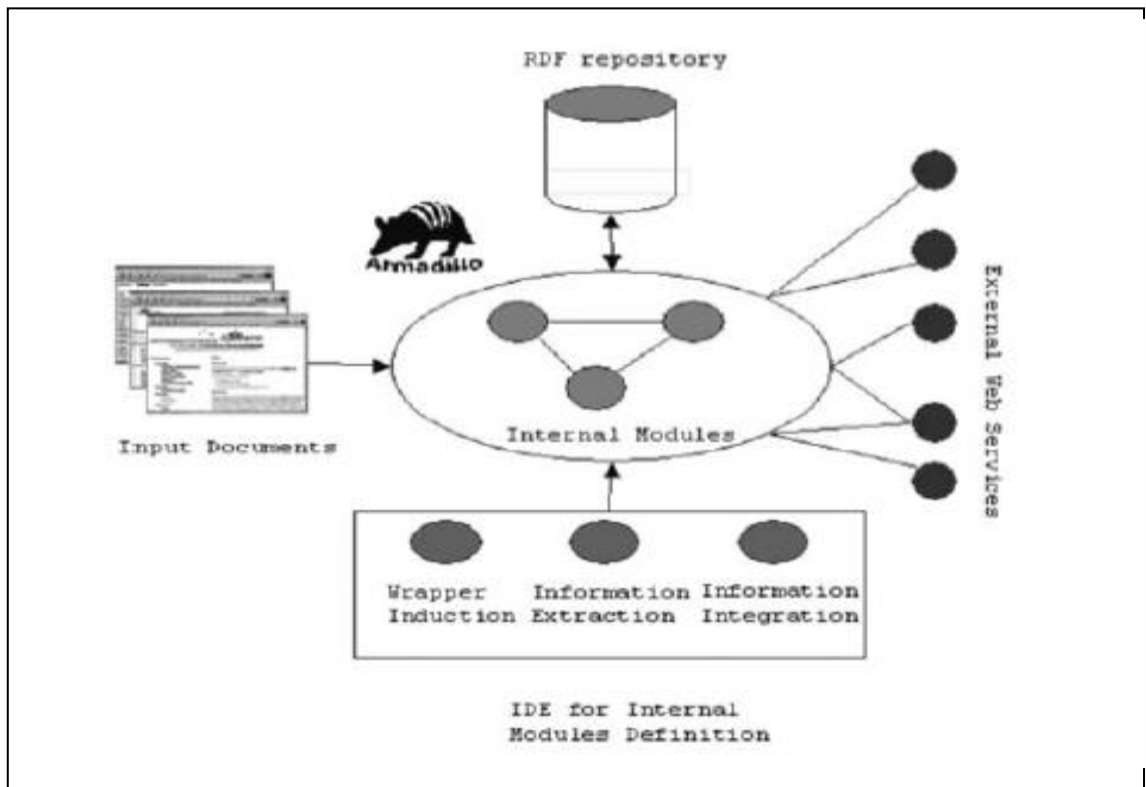 RDF repository
Armadillo
Input Documents
Internal Modules
External Web Services
Wrapper
Induction
Information
Extraction
Information
Integration
IDE for Internal
Modules Definition